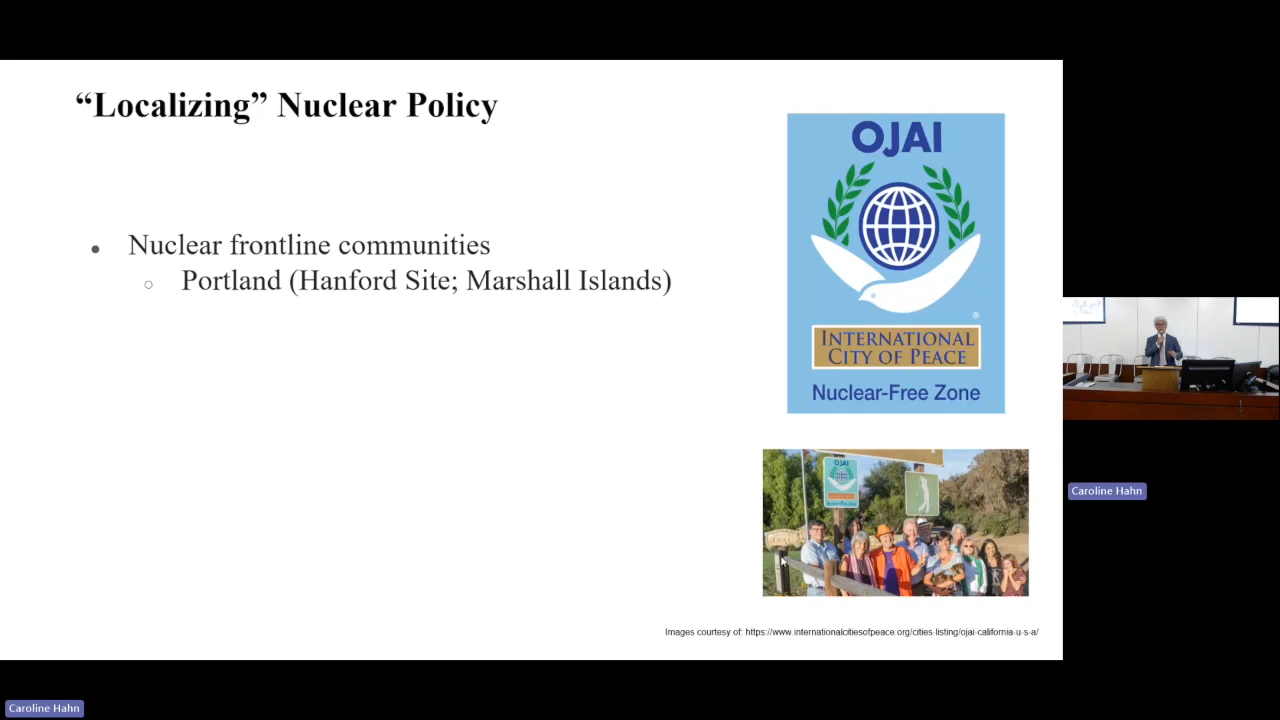 “Localizing” Nuclear Policy
● Nuclear frontline communities
○ Portland (Hanford Site; Marshall Islands)
OJAI
INTERNATIONAL
CITY OF PEACE
Nuclear-Free Zone
OJAI
Images courtesy of: https://www.internationalcitiesofpeace.org/cities-listing/ojai-california-u-s-a/
Caroline Hahn
Caroline Hahn